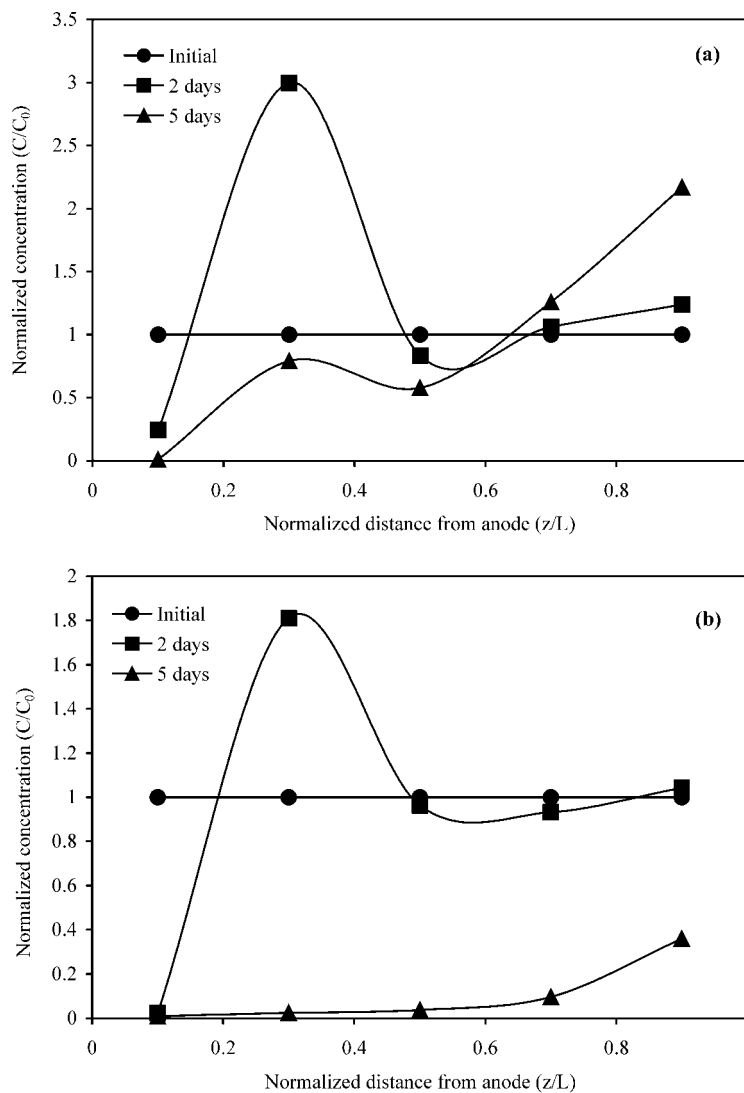 (a)
Initial
2 days
5 days
Normalized concentration (C/C0)
3.5
3
2.5
2
1.5
1
0.5
0
0 0.2 0.4 0.6 0.8
Normalized distance from anode (z/L)
(b)
Initial
2 days
5 days
Normalized concentration (C/C0)
2
1.8
1.6
1.4
1.2
1
0.8
0.6
0.4
0.2
0
0 0.2 0.4 0.6 0.8
Normalized distance from anode (z/L)